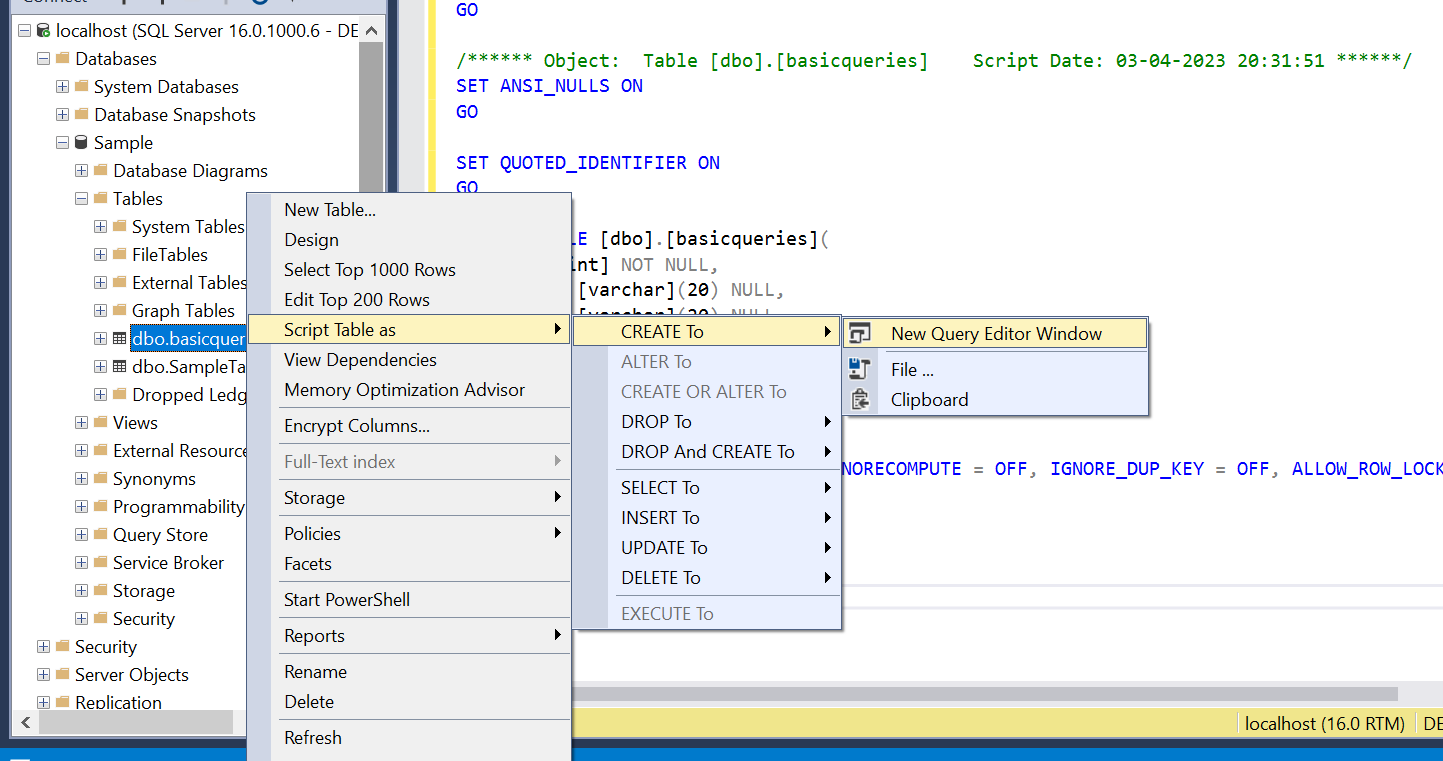 localhost (SQL Server 16.0.1000.6 - DE
Databases
System Databases
Database Snapshots
Sample
Database Diagrams
Tables
System Tables
FileTables
External Tables
Graph Tables
dbo.basicquer
dbo.SampleTa
Dropped Ledg
Views
External Resource
Synonyms
Programmability
Query Store
Service Broker
Storage
Security
Security
Server Objects
Replication
New Table...
Design
Select Top 1000 Rows
Edit Top 200 Rows
Script Table as
View Dependencies
Memory Optimization Advisor
Encrypt Columns...
Full-Text index
Storage
Policies
Facets
Start PowerShell
Reports
Rename
Delete
Refresh
CREATE To
ALTER To
CREATE OR ALTER To
DROP To
DROP And CREATE To
SELECT To
INSERT To
UPDATE To
DELETE To
EXECUTE To
New Query Editor Window
File ...
Clipboard
GO
/****** Object:  Table [dbo].[basicqueries]    Script Date: 03-04-2023 20:31:51 ******/
SET ANSI_NULLS ON
GO
SET QUOTED_IDENTIFIER ON
GO
LE [dbo].[basicqueries](
int] NOT NULL,
[varchar](20) NULL,
[varchar](20) NULL
NORECOMPUTE = OFF, IGNORE_DUP_KEY = OFF, ALLOW_ROW_LOCK
localhost (16.0 RTM)
DE